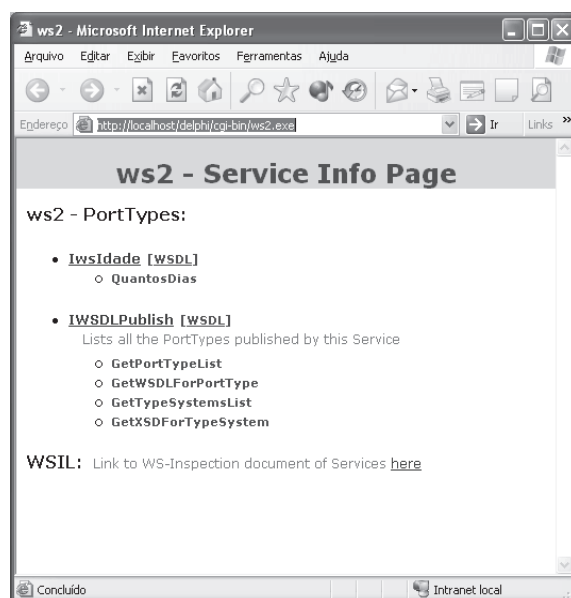 ws2 - Microsoft Internet Explorer
Arquivo Editar Exibir Favoritos Ferramentas Ajuda
Endereço http://localhost/delphi/cgi-bin/ws2.exe Ir Links »
ws2 - Service Info Page
ws2 - PortTypes:
• IwsIdade [WSDL]
○ QuantosDias
• IWSDLPublish [WSDL]
Lists all the PortTypes published by this Service
○ GetPortTypeList
○ GetWSDLForPortType
○ GetTypeSystemsList
○ GetXSDForTypeSystem
WSIL: Link to WS-Inspection document of Services here
Concluído Intranet local